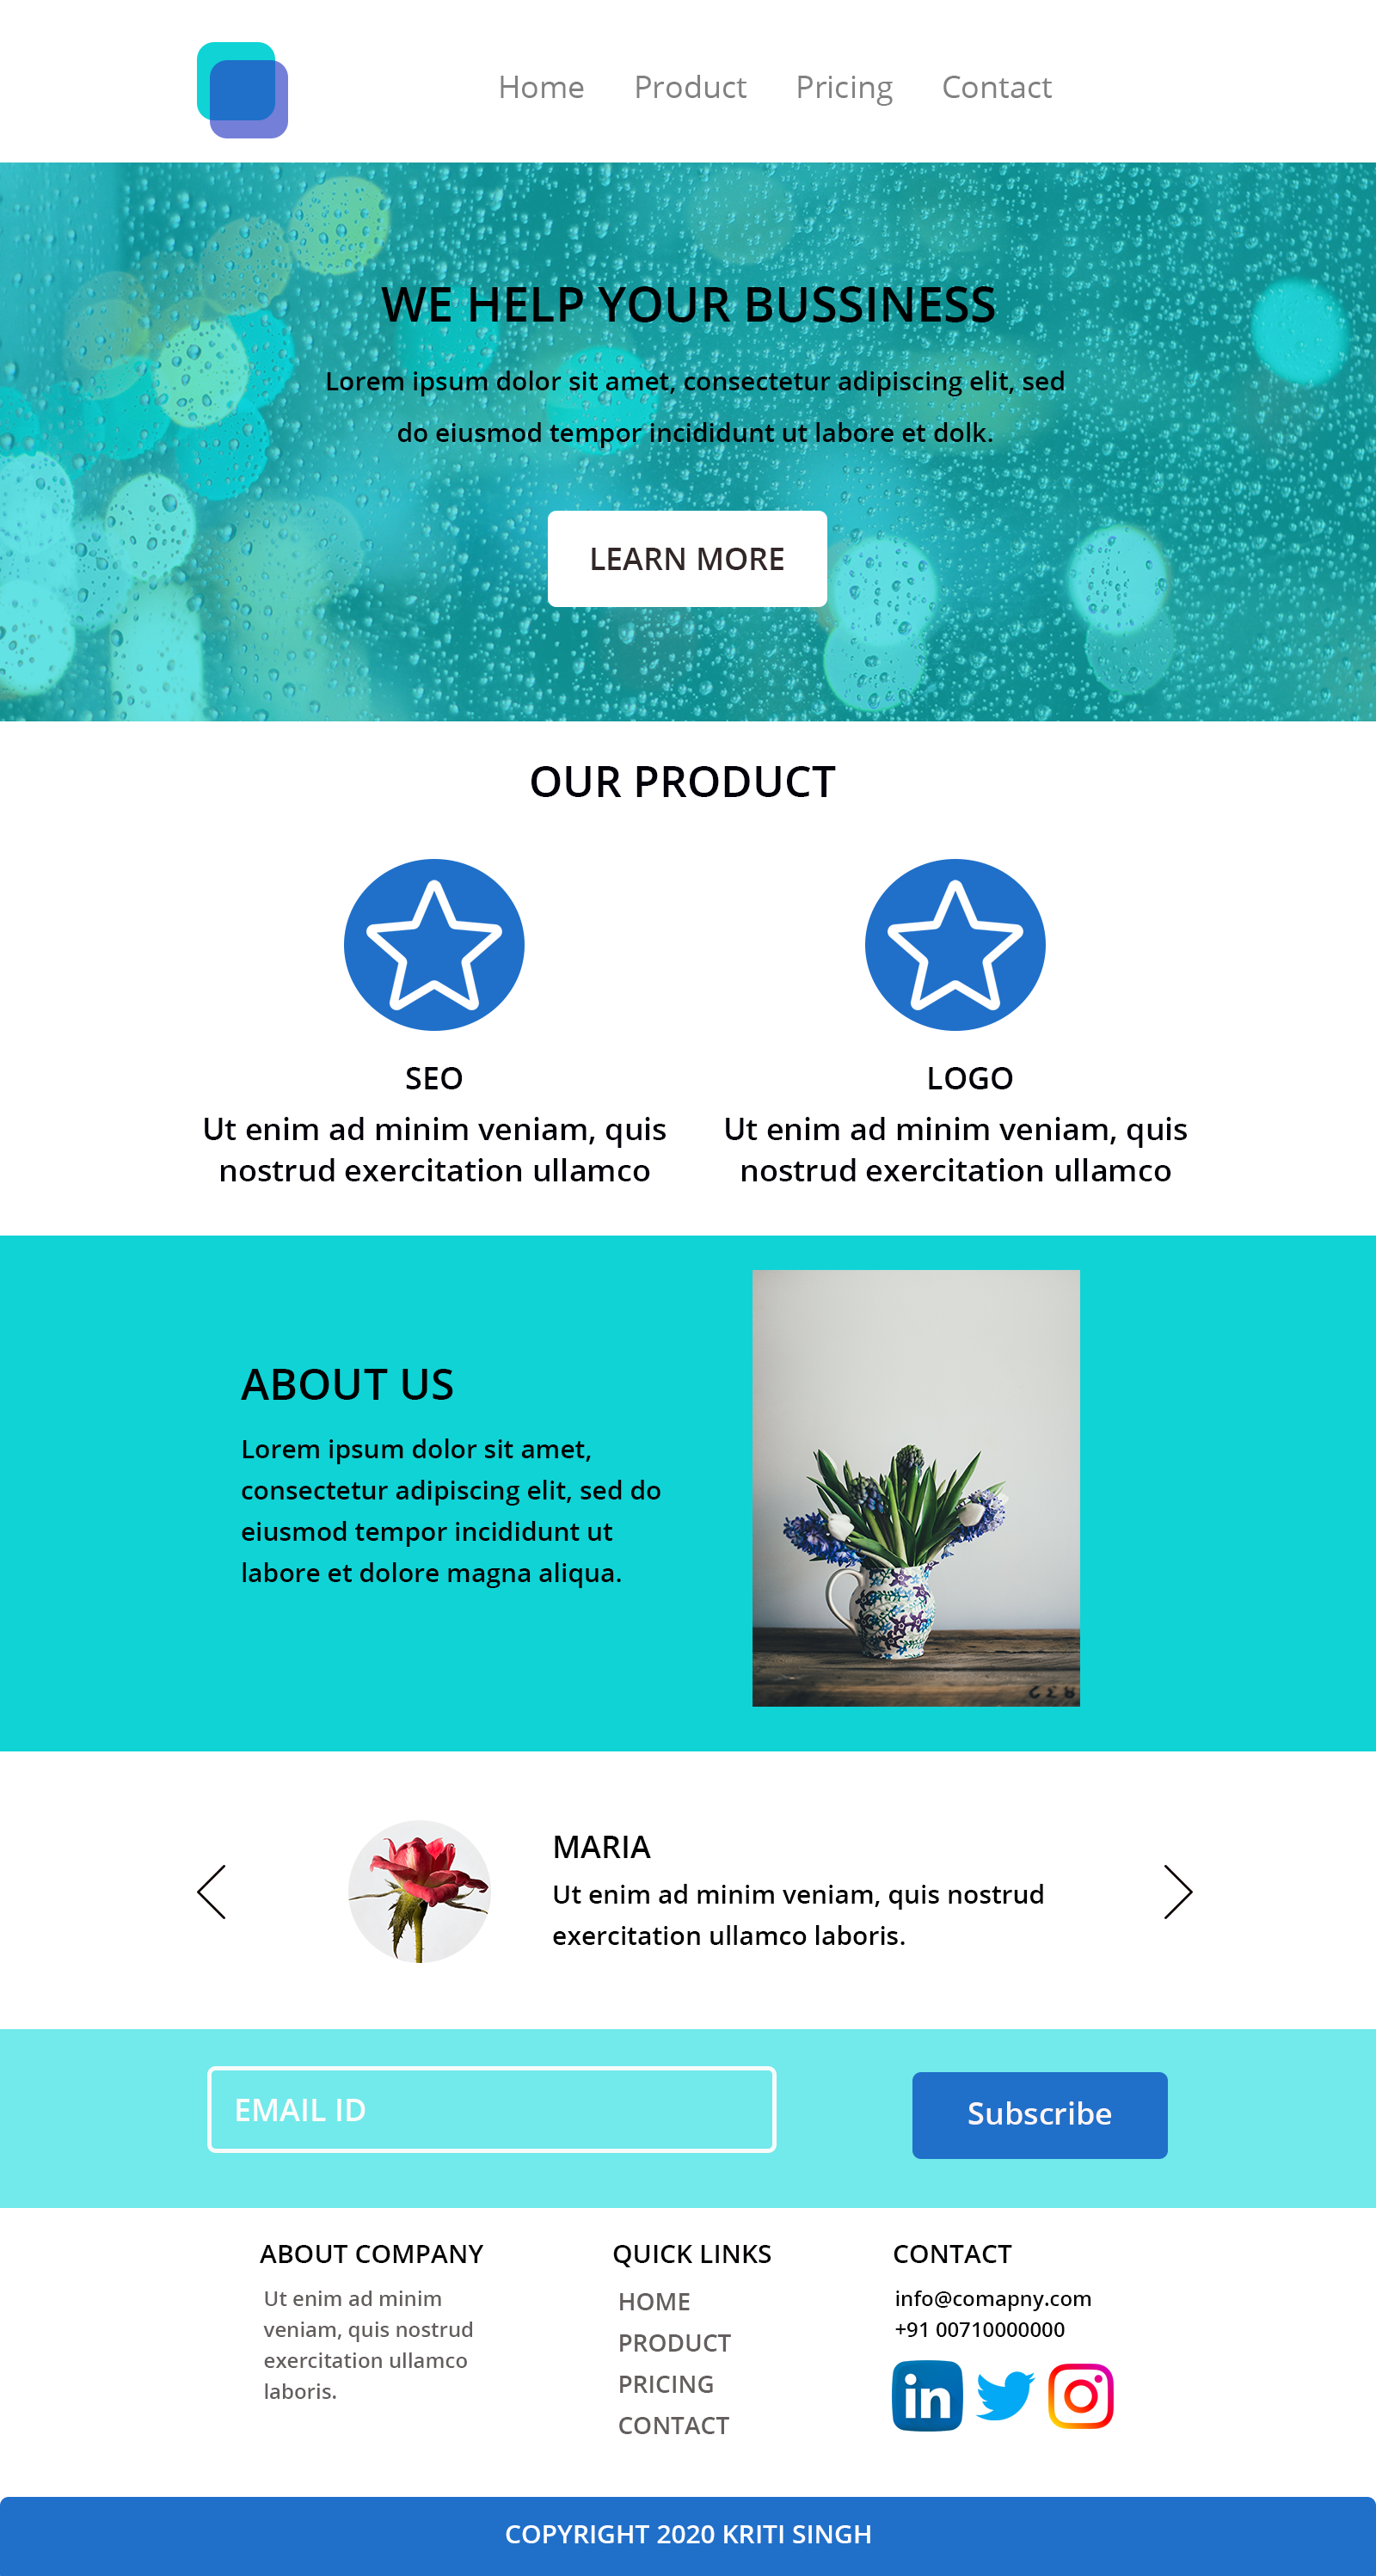 Home Product Pricing Contact
WE HELP YOUR BUSSINESS
Lorem ipsum dolor sit amet, consectetur adipiscing elit, sed
do eiusmod tempor incididunt ut labore et dolk.
LEARN MORE
OUR PRODUCT
SEO
Ut enim ad minim veniam, quis
nostrud exercitation ullamco
LOGO
Ut enim ad minim veniam, quis
nostrud exercitation ullamco
ABOUT US
Lorem ipsum dolor sit amet,
consectetur adipiscing elit, sed do
eiusmod tempor incididunt ut
labore et dolore magna aliqua.
MARIA
Ut enim ad minim veniam, quis nostrud
exercitation ullamco laboris.
EMAIL ID
Subscribe
ABOUT COMPANY
Ut enim ad minim
veniam, quis nostrud
exercitation ullamco
laboris.
QUICK LINKS
HOME
PRODUCT
PRICING
CONTACT
CONTACT
info@comapny.com
+91 00710000000
in
COPYRIGHT 2020 KRITI SINGH